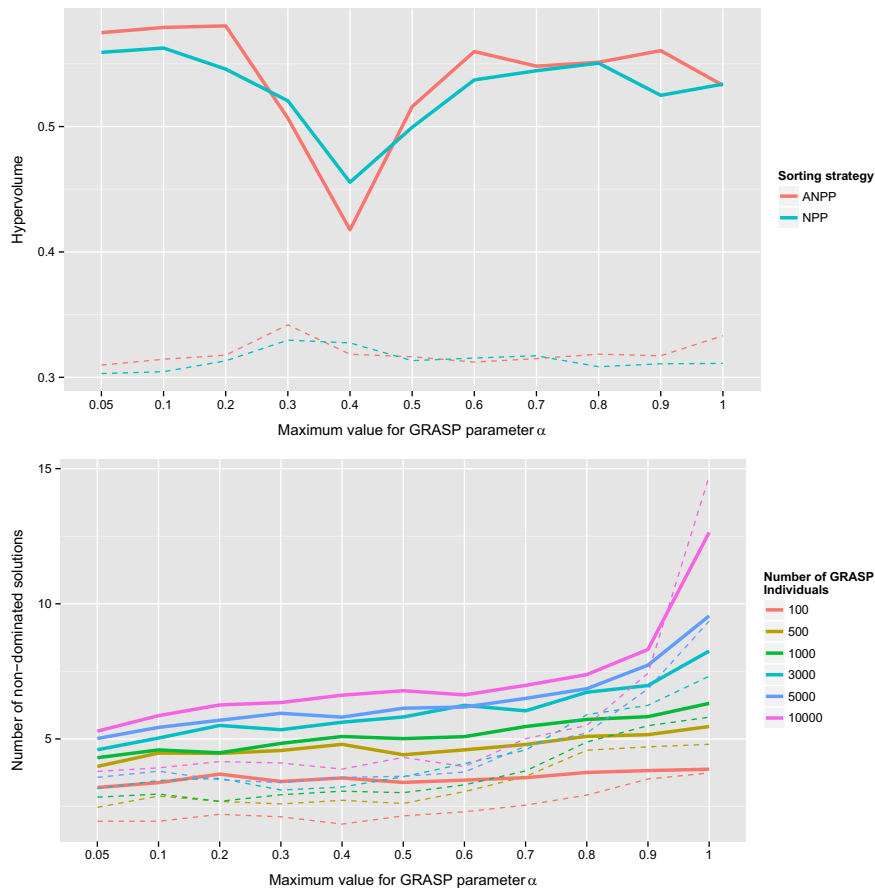 Hypervolume
0.5
0.4
0.3
0.05 0.1 0.2 0.3 0.4 0.5 0.6 0.7 0.8 0.9 1
Maximum value for GRASP parameter α
Sorting strategy
ANPP
NPP
Number of non−dominated solutions
15
10
5
0.05 0.1 0.2 0.3 0.4 0.5 0.6 0.7 0.8 0.9 1
Maximum value for GRASP parameter α
Number of GRASP
Individuals
100
500
1000
3000
5000
10000